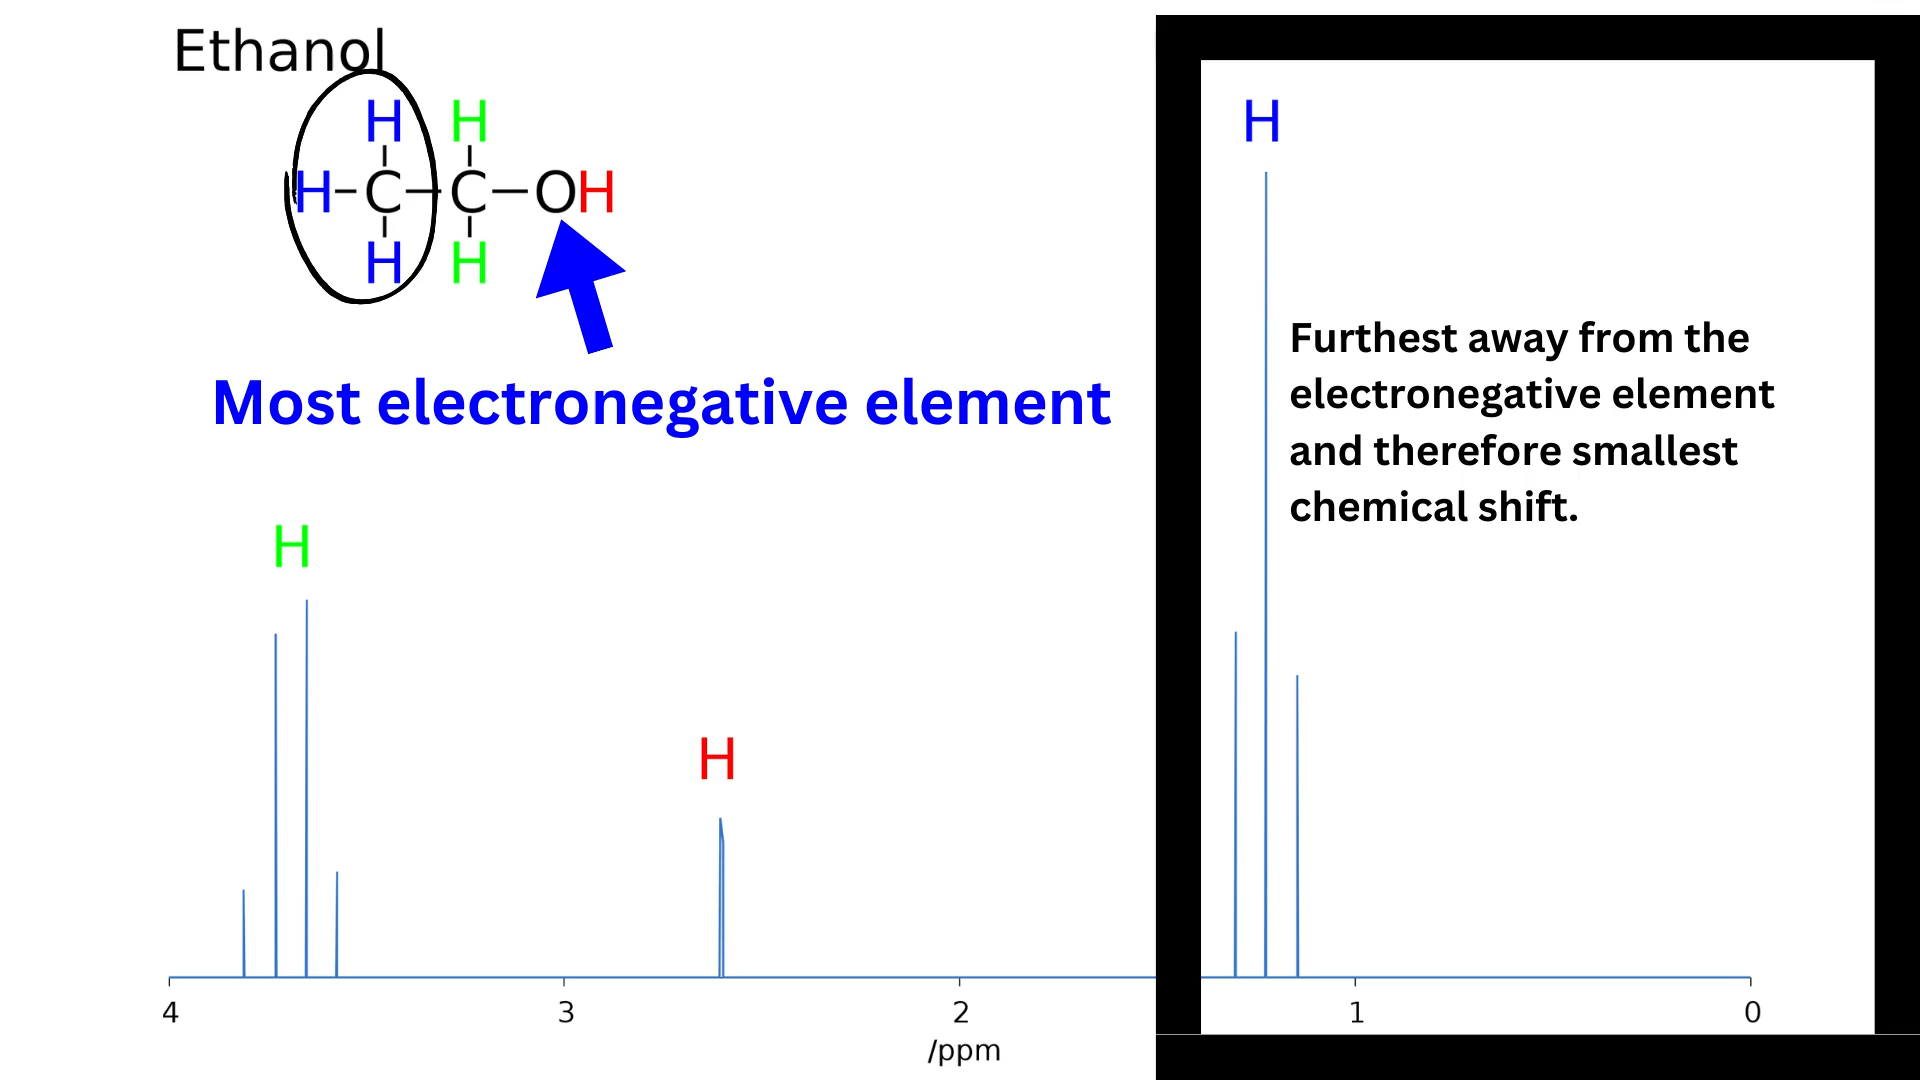 Ethanol
H H
H–C–C–OH
H H
Most electronegative element
H
Furthest away from the
electronegative element
and therefore smallest
chemical shift.
H
H
4 3 2 1 0
/ppm